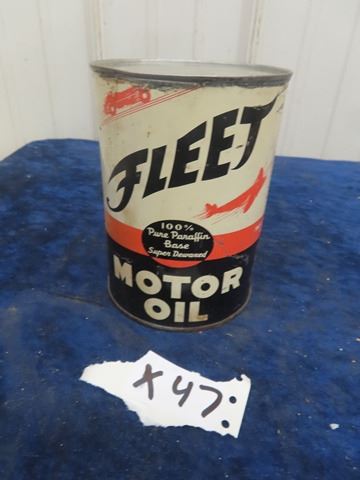 FLEET
100%
Pure Paraffin
Base
Super Dewaxed
MOTOR
OIL
X47